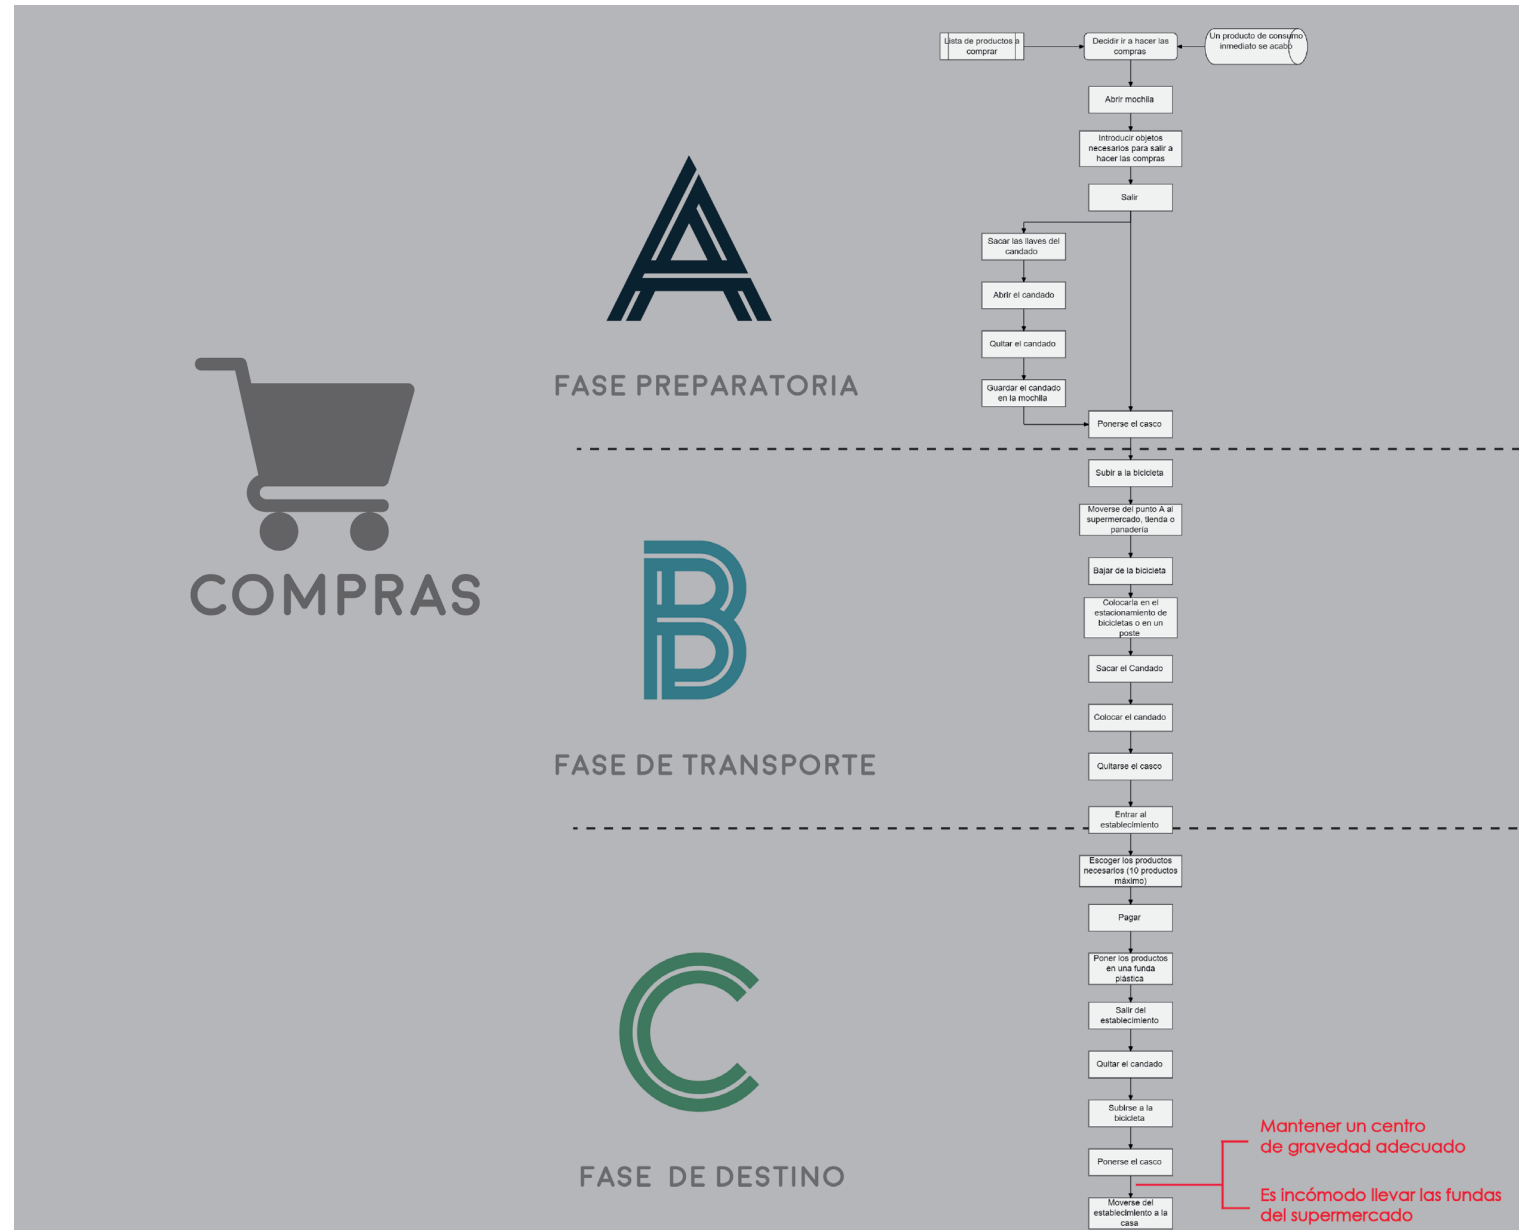 Lista de productos a
comprar
Decidir ir a hacer las
compras
Un producto de consumo
inmediato se acabó
Abrir mochila
Introducir objetos
necesarios para salir a
hacer las compras
Salir
Sacar las llaves del
candado
Abrir el candado
Quitar el candado
Guardar el candado
en la mochila
Ponerse el casco
A
FASE PREPARATORIA
COMPRAS
Subir a la bicicleta
Moverse del punto A al
supermercado, tienda o
panadería
Bajar de la bicicleta
Colocarla en el
estacionamiento de
bicicletas o en un
poste
Sacar el Candado
Colocar el candado
Quitarse el casco
Entrar al
establecimiento
B
FASE DE TRANSPORTE
Escoger los productos
necesarios (10 productos
máximo)
Pagar
Poner los productos
en una funda
plástica
Salir del
establecimiento
Quitar el candado
Subirse a la
bicicleta
Ponerse el casco
Moverse del
establecimiento a la
casa
C
FASE DE DESTINO
Mantener un centro
de gravedad adecuado
Es incómodo llevar las fundas
del supermercado